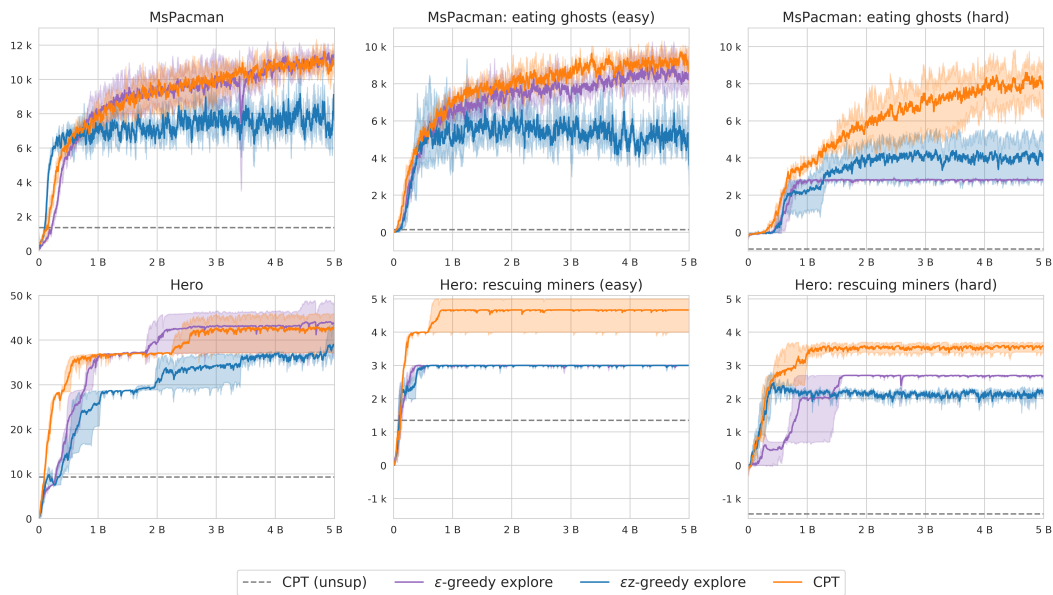 MsPacman
12 k
10 k
8 k
6 k
4 k
2 k
0
0
1 B
2 B
3 B
4 B
5 B
MsPacman: eating ghosts (easy)
10 k
8 k
6 k
4 k
2 k
0
0
1 B
2 B
3 B
4 B
5 B
MsPacman: eating ghosts (hard)
10 k
8 k
6 k
4 k
2 k
0
0
1 B
2 B
3 B
4 B
5 B
Hero
50 k
40 k
30 k
20 k
10 k
0
0
1 B
2 B
3 B
4 B
5 B
Hero: rescuing miners (easy)
5 k
4 k
3 k
2 k
1 k
0
-1 k
0
1 B
2 B
3 B
4 B
5 B
Hero: rescuing miners (hard)
5 k
4 k
3 k
2 k
1 k
0
-1 k
0
1 B
2 B
3 B
4 B
5 B
CPT (unsup)
ε-greedy explore
εz-greedy explore
CPT